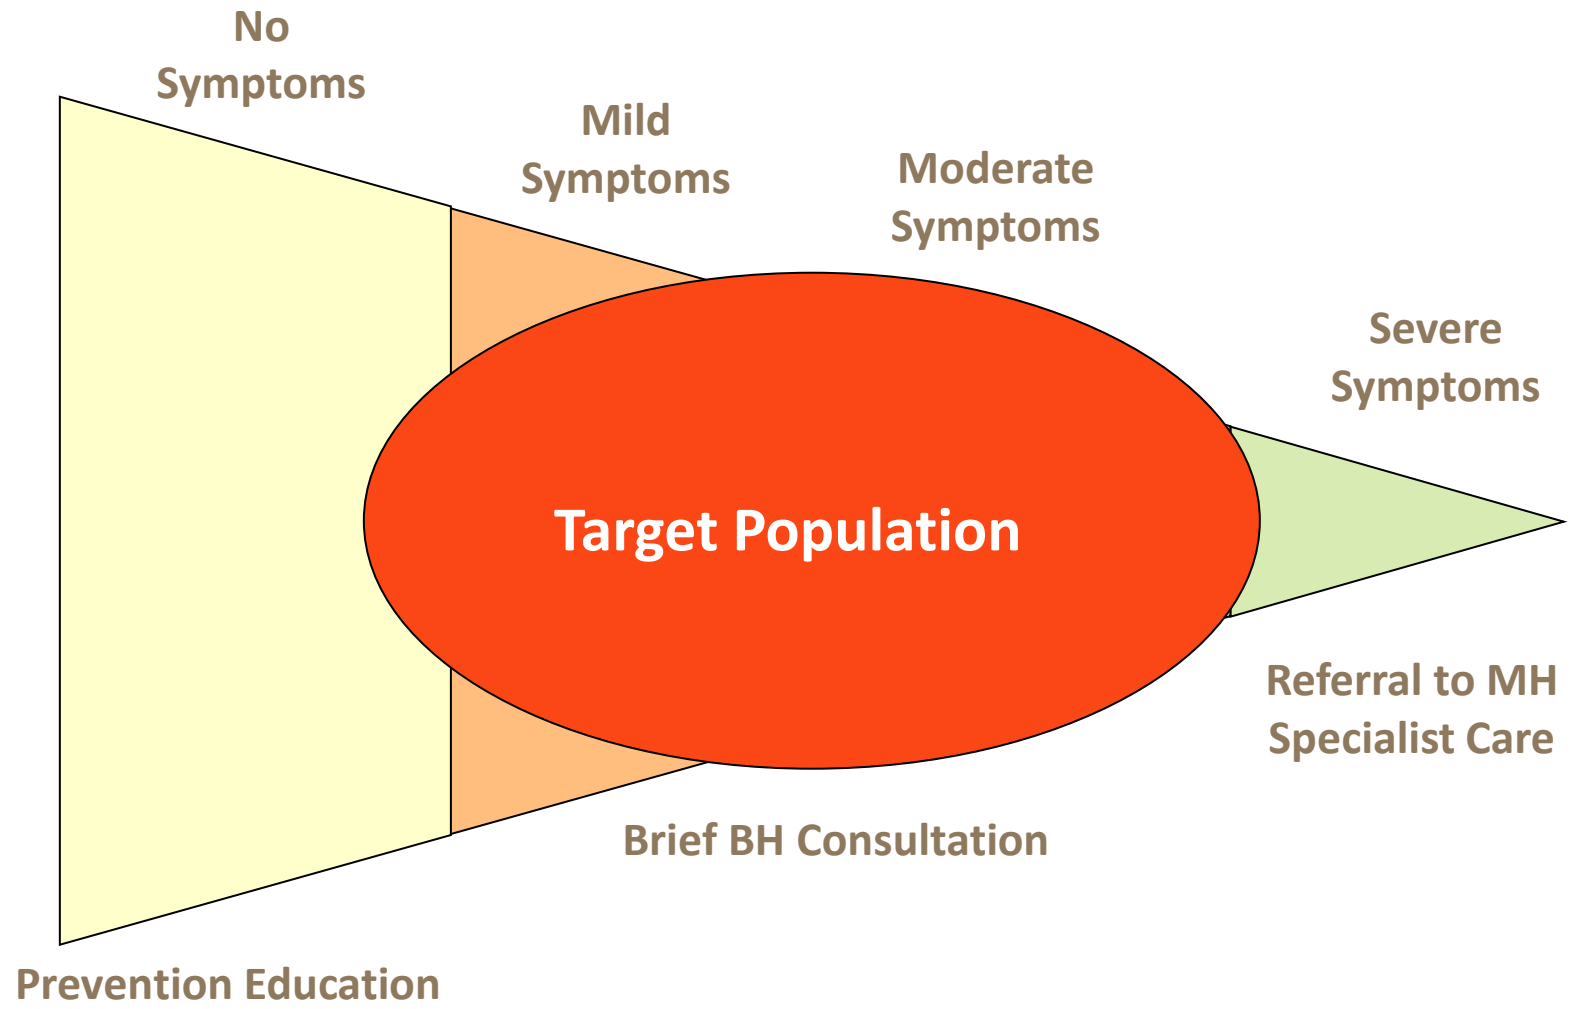 No
Symptoms
Mild
Symptoms
Moderate
Symptoms
Severe
Symptoms
Target Population
Referral to MH
Specialist Care
Brief BH Consultation
Prevention Education